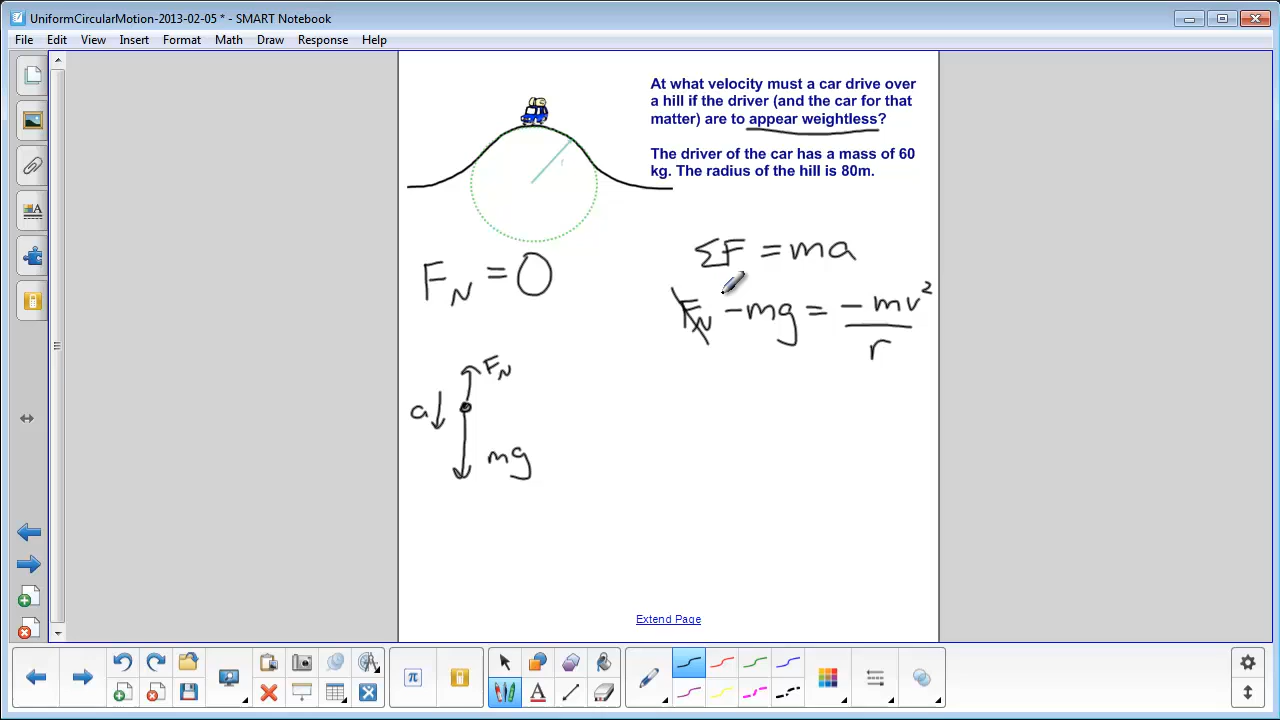 UniformCircularMotion-2013-02-05 * - SMART Notebook
File Edit View Insert Format Math Draw Response Help
At what velocity must a car drive over
a hill if the driver (and the car for that
matter) are to appear weightless?
The driver of the car has a mass of 60
kg. The radius of the hill is 80m.
r
F_N = 0
ΣF = ma
F_N - mg = -mv²
r
F_N
a
mg
Extend Page
π
A